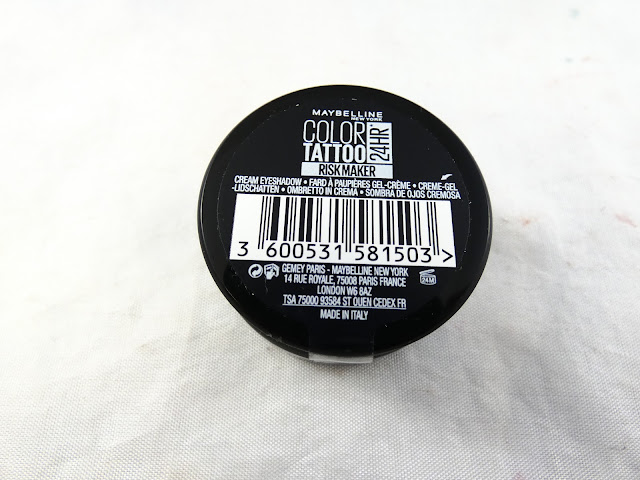 MAYBELLINE
NEW YORK
COLOR
TATTOO
24HR
RISK MAKER
CREAM EYESHADOW • FARD À PAUPIÈRES GEL-CRÈME • CREME-GEL
-LIDSCHATTEN • OMBRETTO IN CREMA • SOMBRA DE OJOS CREMOSA
3 600531 581503 >
GEMEY PARIS - MAYBELLINE NEW YORK
14 RUE ROYALE, 75008 PARIS FRANCE
LONDON W6 8AZ
TSA 75000 93584 ST OUEN CEDEX FR
MADE IN ITALY
24M